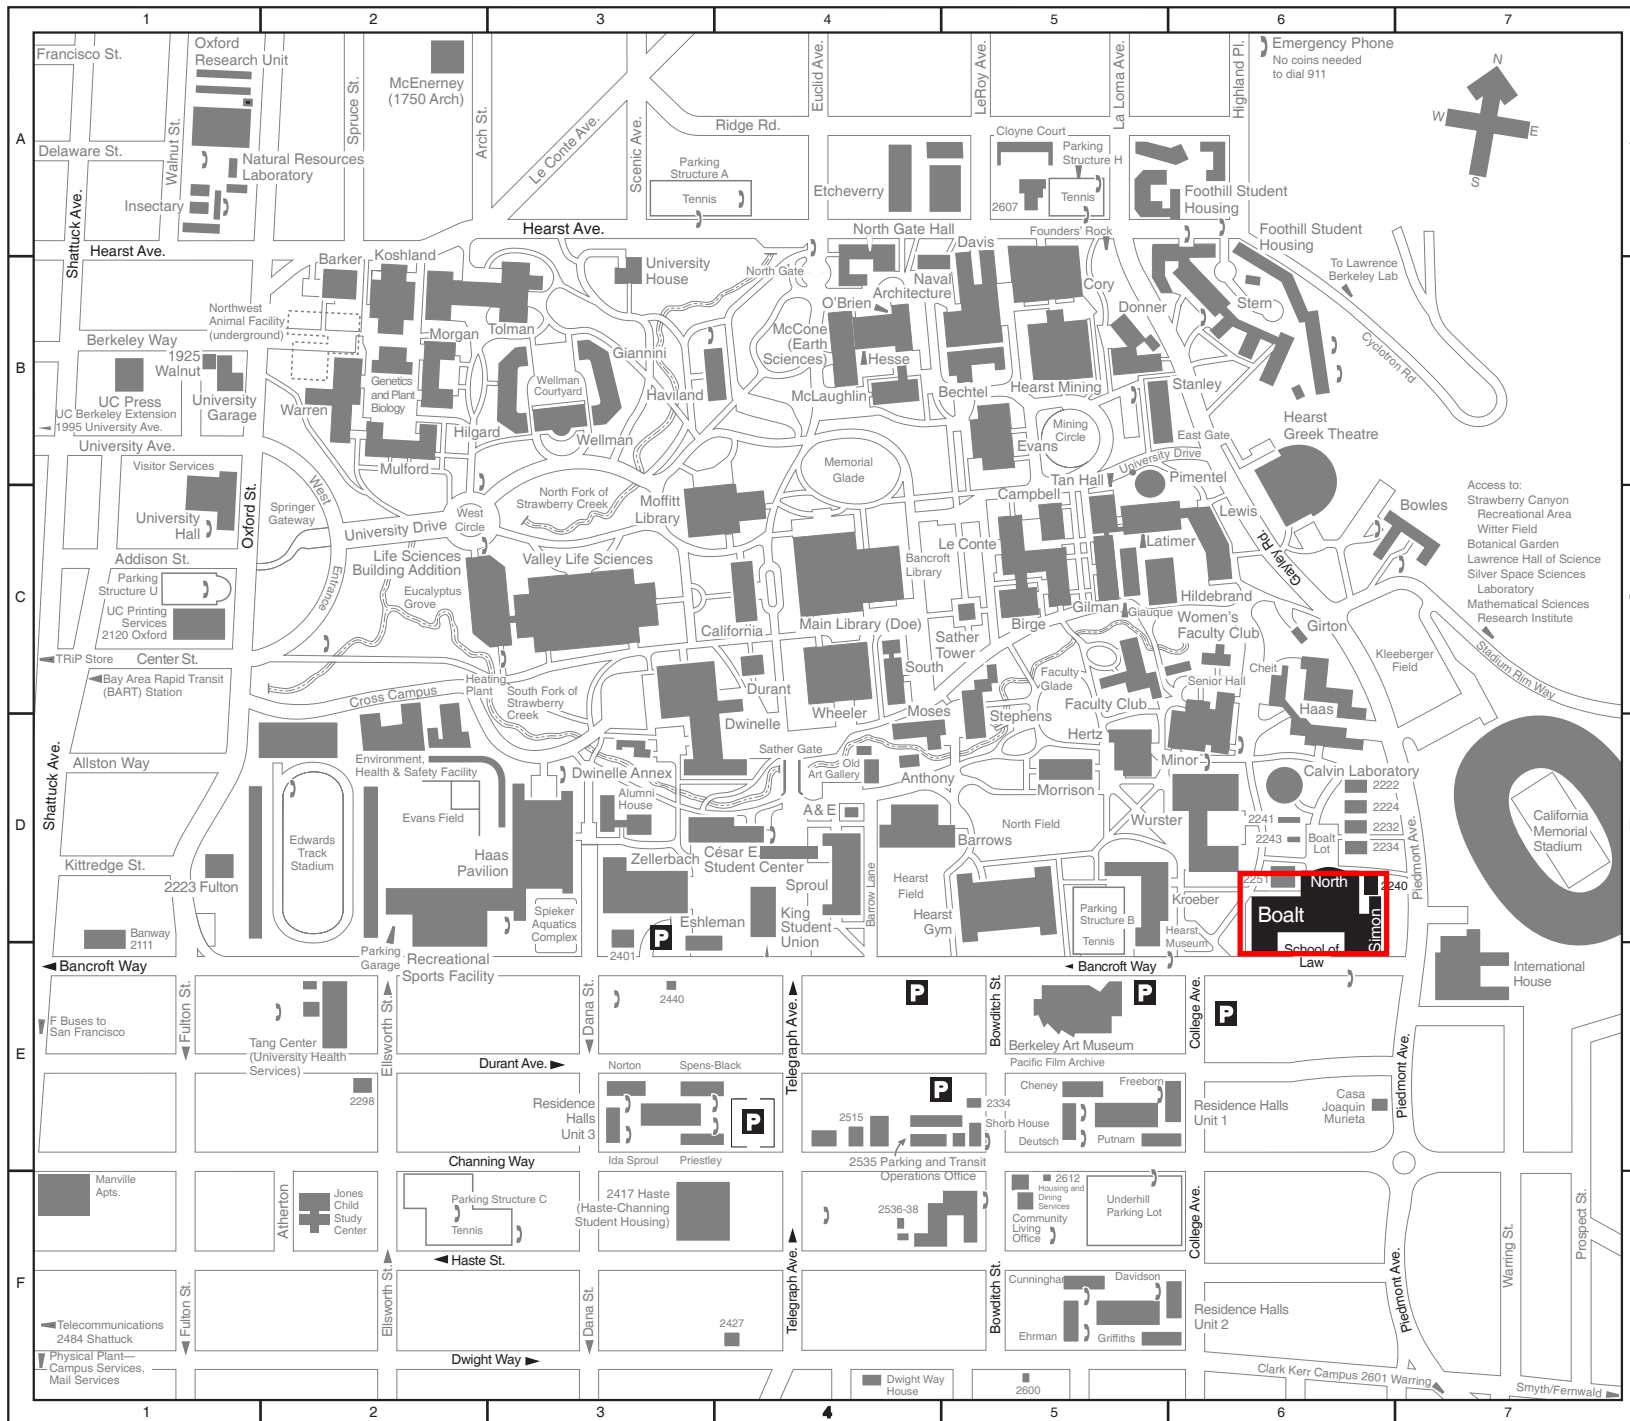 1 2 3 4 5 6 7
A
B
C
D
E
F
Francisco St.
Oxford
Research Unit
McEnerney
(1750 Arch)
Spruce St.
Arch St.
Walnut St.
Le Conte Ave.
Scenic Ave.
Euclid Ave.
LeRoy Ave.
La Loma Ave.
Highland Pl.
Emergency Phone
No coins needed
to dial 911
N
W
E
S
Ridge Rd.
Delaware St.
Natural Resources
Laboratory
Insectary
Parking
Structure A
Tennis
Etcheverry
Cloyne Court
2607
Parking
Structure H
Tennis
Foothill Student
Housing
Shattuck Ave.
Hearst Ave.
Hearst Ave.
North Gate Hall
Founders' Rock
Foothill Student
Housing
To Lawrence
Berkeley Lab
Barker
Koshland
University
House
North Gate
Davis
Naval
Architecture
O'Brien
Cory
Donner
Stern
Northwest
Animal Facility
(underground)
Morgan
Tolman
Giannini
McCone
(Earth
Sciences)
Hesse
Cyclotron Rd
Berkeley Way
1925
Walnut
UC Press
University
Garage
UC Berkeley Extension
1995 University Ave.
Genetics
and Plant
Biology
Wellman
Courtyard
Haviland
McLaughlin
Bechtel
Hearst Mining
Stanley
Warren
Hilgard
Wellman
Mulford
Evans
Mining
Circle
East Gate
Hearst
Greek Theatre
University Ave.
Visitor Services
University
Hall
Oxford St.
West
Entrance
Springer
Gateway
University Drive
West
Circle
North Fork of
Strawberry Creek
Moffitt
Library
Memorial
Glade
University Drive
Tan Hall
Pimentel
Campbell
Lewis
Bowles
Access to:
Strawberry Canyon
Recreational Area
Witter Field
Botanical Garden
Lawrence Hall of Science
Silver Space Sciences
Laboratory
Mathematical Sciences
Research Institute
Addison St.
Parking
Structure U
UC Printing
Services
2120 Oxford
Life Sciences
Building Addition
Eucalyptus
Grove
Valley Life Sciences
Bancroft
Library
Le Conte
Latimer
Gayley Rd.
California
Main Library (Doe)
Sather
Tower
Birge
Gilman
Giauque
Hildebrand
Women's
Faculty Club
Girton
Kleeberger
Field
Stadium Rim Way
TRiP Store
Center St.
Bay Area Rapid Transit
(BART) Station
Cross Campus
Heating
Plant
South Fork of
Strawberry
Creek
Durant
South
Faculty
Glade
Faculty Club
Senior Hall
Cheit
Haas
Dwinelle
Wheeler
Moses
Stephens
Hertz
Minor
Shattuck Ave.
Allston Way
Environment,
Health & Safety Facility
Dwinelle Annex
Sather Gate
Old
Art Gallery
Anthony
Morrison
Calvin Laboratory
2222
2224
2232
2234
Alumni
House
A & E
Evans Field
Edwards
Track
Stadium
North Field
Wurster
2241
2243
Boalt
Lot
California
Memorial
Stadium
Piedmont Ave.
Kittredge St.
2223 Fulton
Haas
Pavilion
Zellerbach
César E.
Student Center
Barrows
Sproul
Barrow Lane
Hearst
Field
Hearst
Gym
Parking
Structure B
Tennis
Kroeber
Hearst
Museum
2251
North
2240
Boalt
Simon
School of
Law
Banway
2111
Spieker
Aquatics
Complex
Eshleman
King
Student
Union
2401
P
Parking
Garage
Recreational
Sports Facility
Bancroft Way
Bancroft Way
International
House
F Buses to
San Francisco
Fulton St.
Tang Center
(University Health
Services)
Ellsworth St.
Dana St.
2440
Telegraph Ave.
P
Bowditch St.
P
Berkeley Art Museum
Pacific Film Archive
College Ave.
P
Durant Ave.
2298
Norton
Spens-Black
Residence
Halls
Unit 3
P
P
2515
2334
Shorb House
Cheney
Freeborn
Deutsch
Putnam
Residence Halls
Unit 1
Casa
Joaquin
Murieta
Piedmont Ave.
Channing Way
Ida Sproul
Priestley
2535 Parking and Transit
Operations Office
Manville
Apts.
Atherton
Jones
Child
Study
Center
Parking Structure C
Tennis
2417 Haste
(Haste-Channing
Student Housing)
2536-38
2612
Housing and
Dining
Services
Community
Living
Office
Underhill
Parking Lot
College Ave.
Warring St.
Prospect St.
Haste St.
Fulton St.
Ellsworth St.
Dana St.
Telegraph Ave.
Bowditch St.
Piedmont Ave.
Cunningham
Davidson
Ehrman
Griffiths
Residence Halls
Unit 2
Telecommunications
2484 Shattuck
Physical Plant—
Campus Services,
Mail Services
2427
Dwight Way
Dwight Way
House
2600
Clark Kerr Campus 2601 Warring
Smyth/Fernwald
1 2 3 4 5 6 7